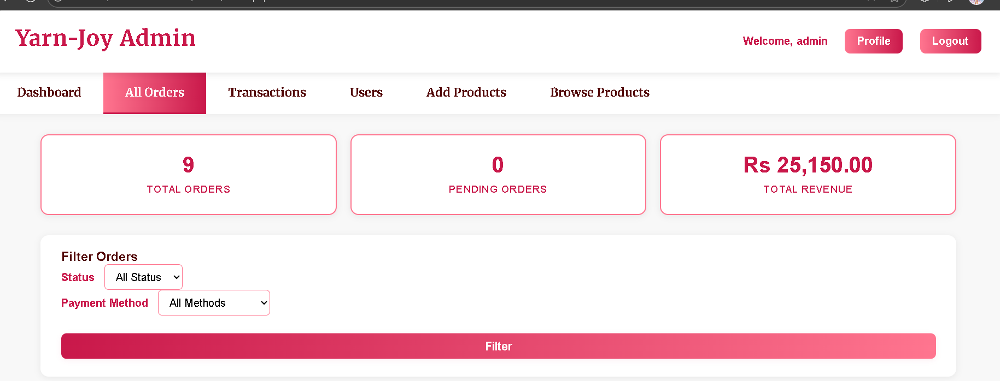 Yarn-Joy Admin
Welcome, admin
Profile
Logout
Dashboard
All Orders
Transactions
Users
Add Products
Browse Products
9
TOTAL ORDERS
0
PENDING ORDERS
Rs 25,150.00
TOTAL REVENUE
Filter Orders
Status
All Status
Payment Method
All Methods
Filter